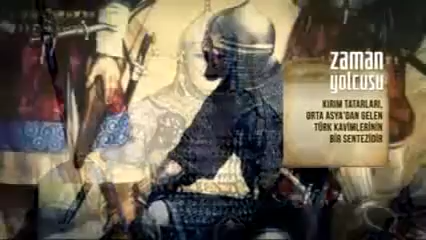 zaman
yolcusu
KIRIM TATARLARI,
ORTA ASYA'DAN GELEN
TÜRK KAVİMLERİNİN
BİR SENTEZİDİR